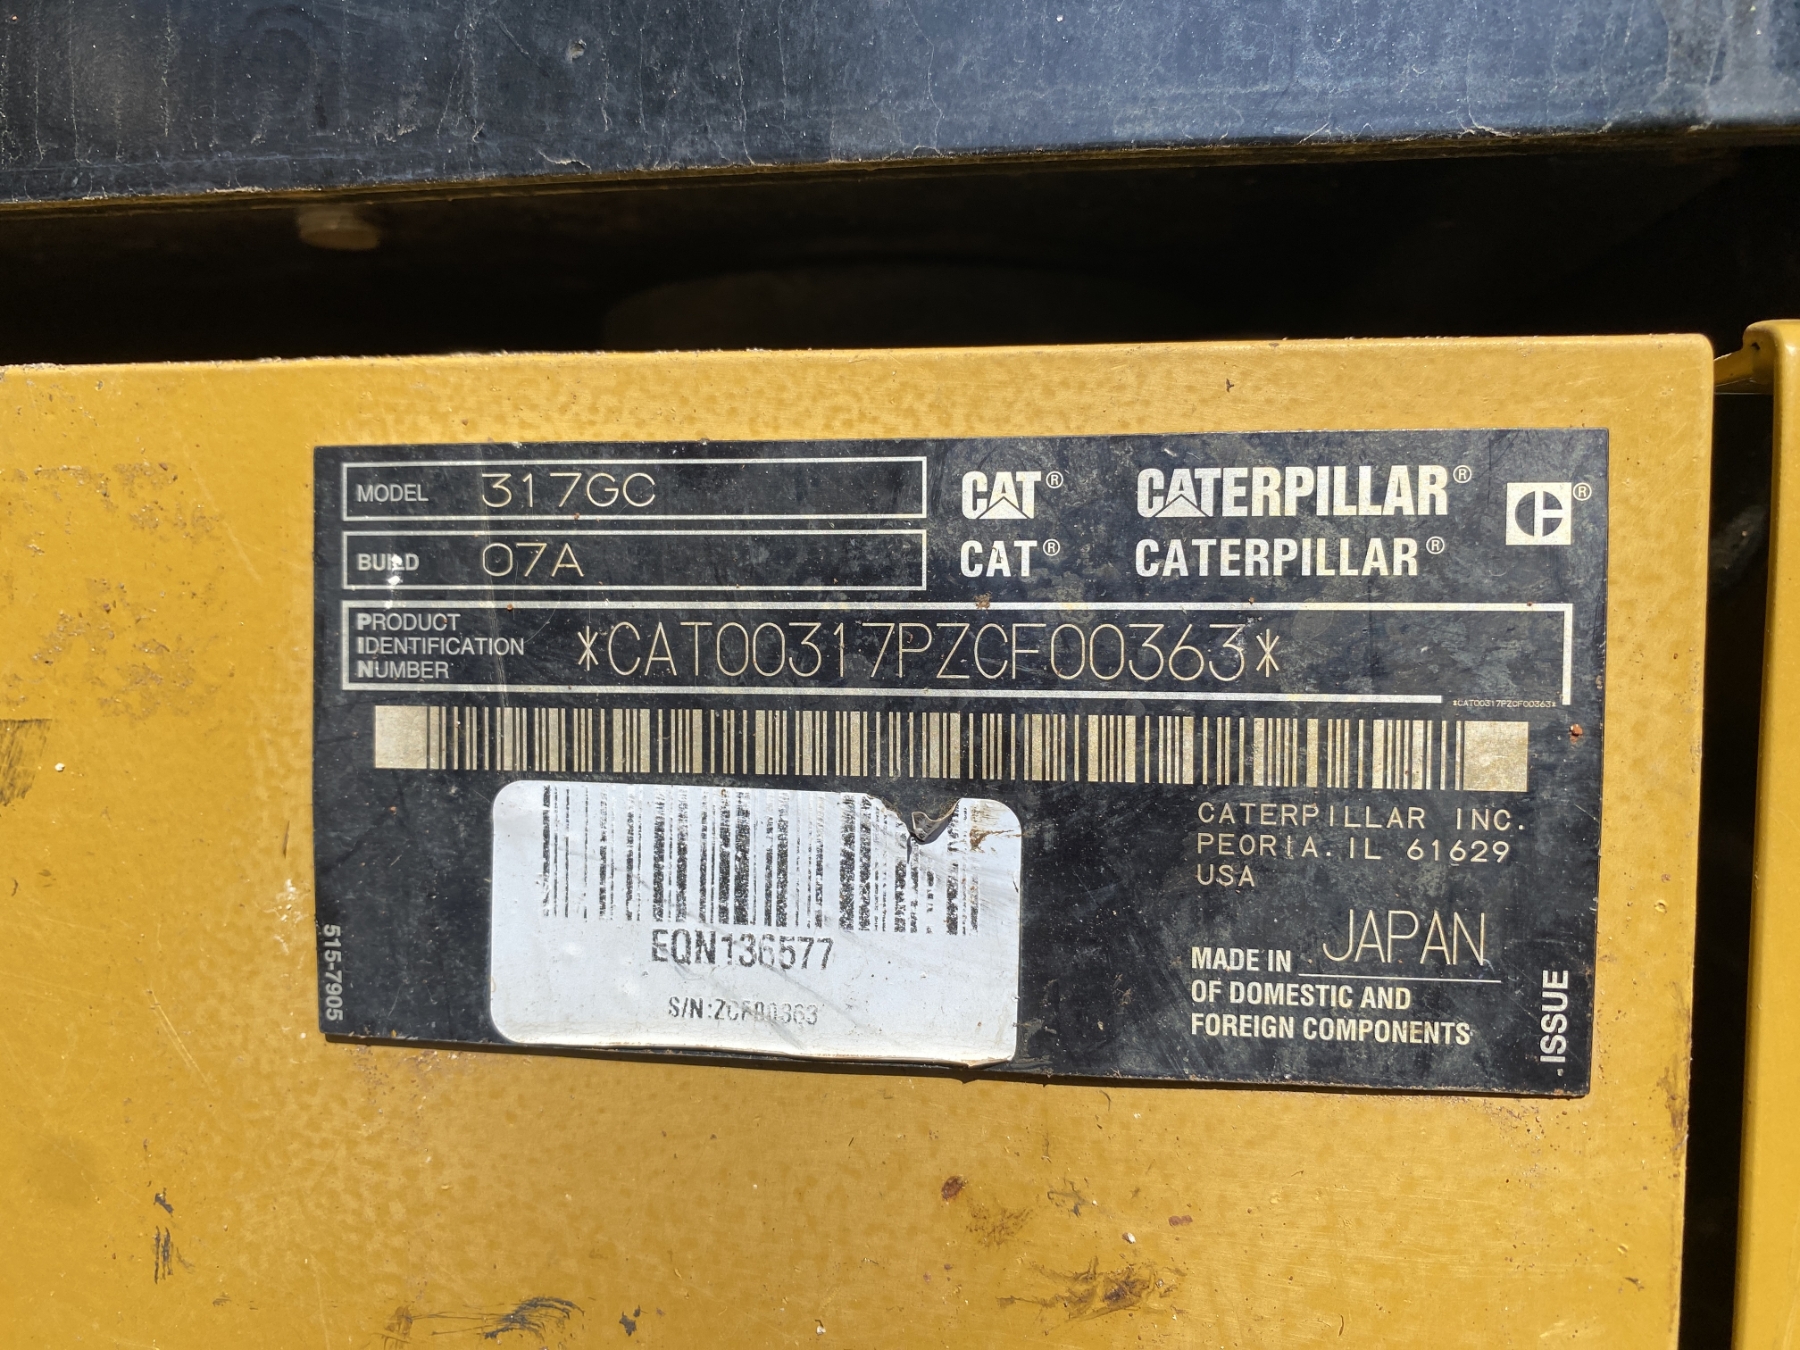 MODEL 317GC
BUILD 07A
CAT® CATERPILLAR®
CAT® CATERPILLAR®
PRODUCT
IDENTIFICATION
NUMBER
*CAT00317PZCF00363*
*CAT00317PZCF00363*
EQN136577
S/N:ZCF00363
CATERPILLAR INC.
PEORIA, IL 61629
USA
MADE IN JAPAN
OF DOMESTIC AND
FOREIGN COMPONENTS
515-7905
ISSUE